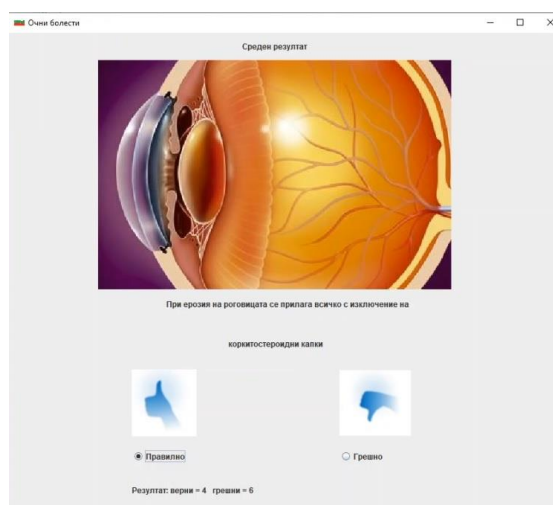 Очни болести
Среден резултат
При ерозия на роговицата се прилага всичко с изключение на
коркитостероидни капки
Правилно
Грешно
Резултат: верни = 4 грешни = 6